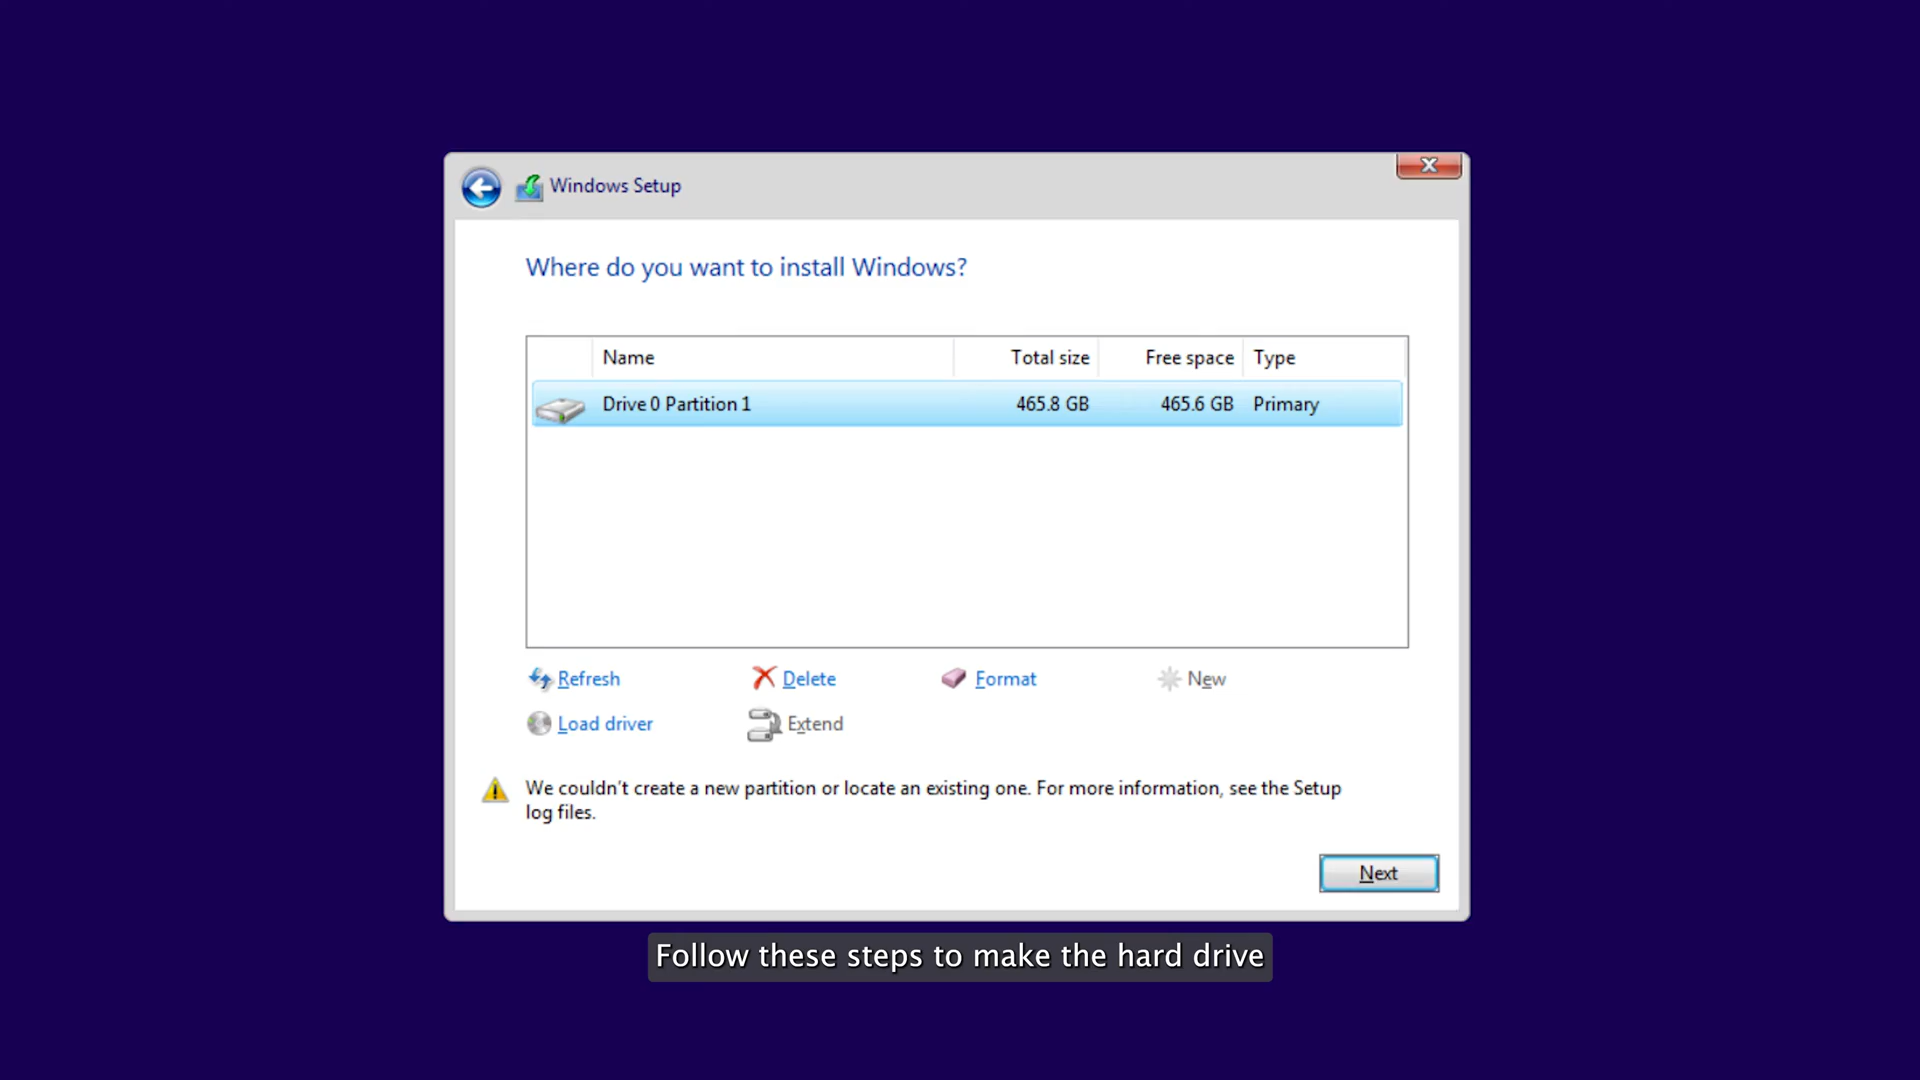 Windows Setup
Where do you want to install Windows?
Name Total size Free space Type
Drive 0 Partition 1 465.8 GB 465.6 GB Primary
Refresh Delete Format New
Load driver Extend
We couldn't create a new partition or locate an existing one. For more information, see the Setup
log files.
Next
Follow these steps to make the hard drive